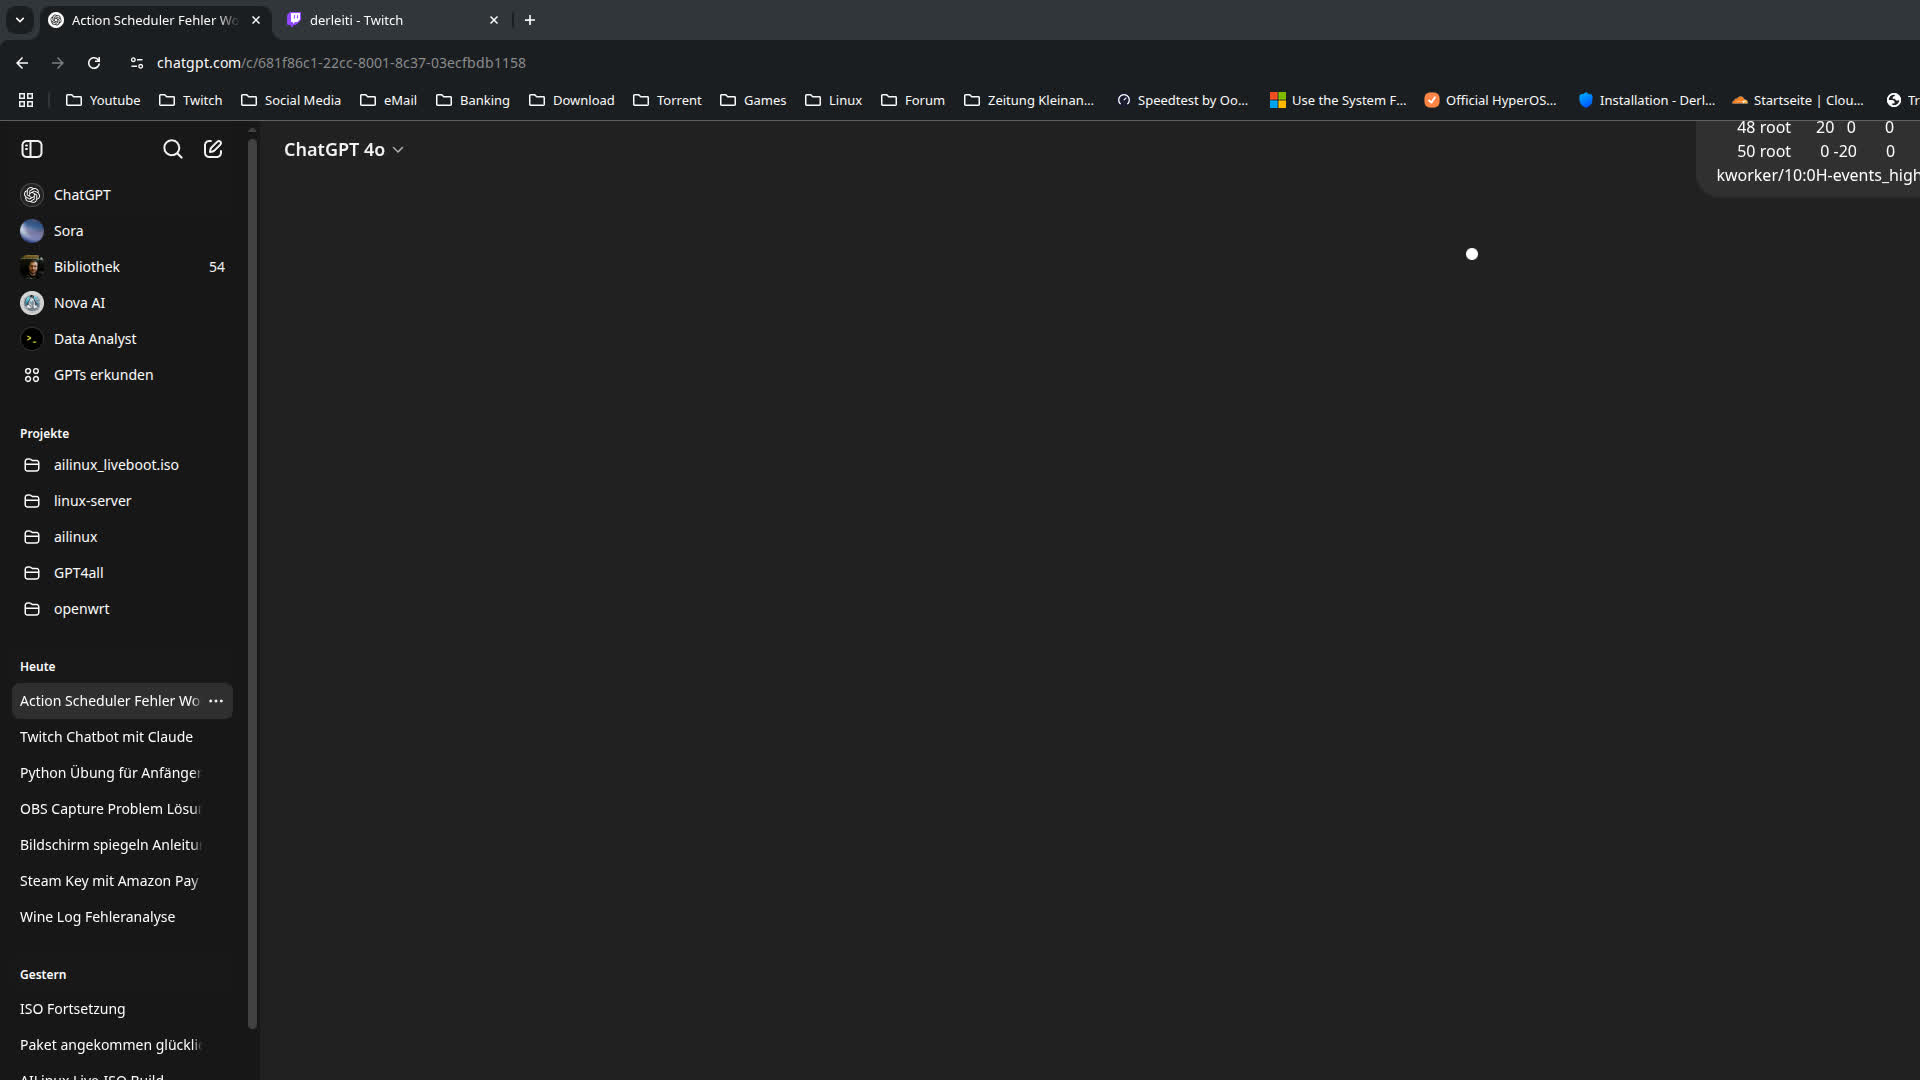 Action Scheduler Fehler Wo
derleiti - Twitch
chatgpt.com/c/681f86c1-22cc-8001-8c37-03ecfbdb1158
Youtube Twitch Social Media eMail Banking Download Torrent Games Linux Forum Zeitung Kleinan... Speedtest by Oo... Use the System F... Official HyperOS... Installation - Derl... Startseite | Clou... Tr
ChatGPT 4o
48 root 20 0 0
50 root 0 -20 0
kworker/10:0H-events_high
ChatGPT
Sora
Bibliothek 54
Nova AI
Data Analyst
GPTs erkunden
Projekte
ailinux_liveboot.iso
linux-server
ailinux
GPT4all
openwrt
Heute
Action Scheduler Fehler Wo
Twitch Chatbot mit Claude
Python Übung für Anfänger
OBS Capture Problem Lösu
Bildschirm spiegeln Anleitu
Steam Key mit Amazon Pay
Wine Log Fehleranalyse
Gestern
ISO Fortsetzung
Paket angekommen glückli
AILinux Live ISO Build